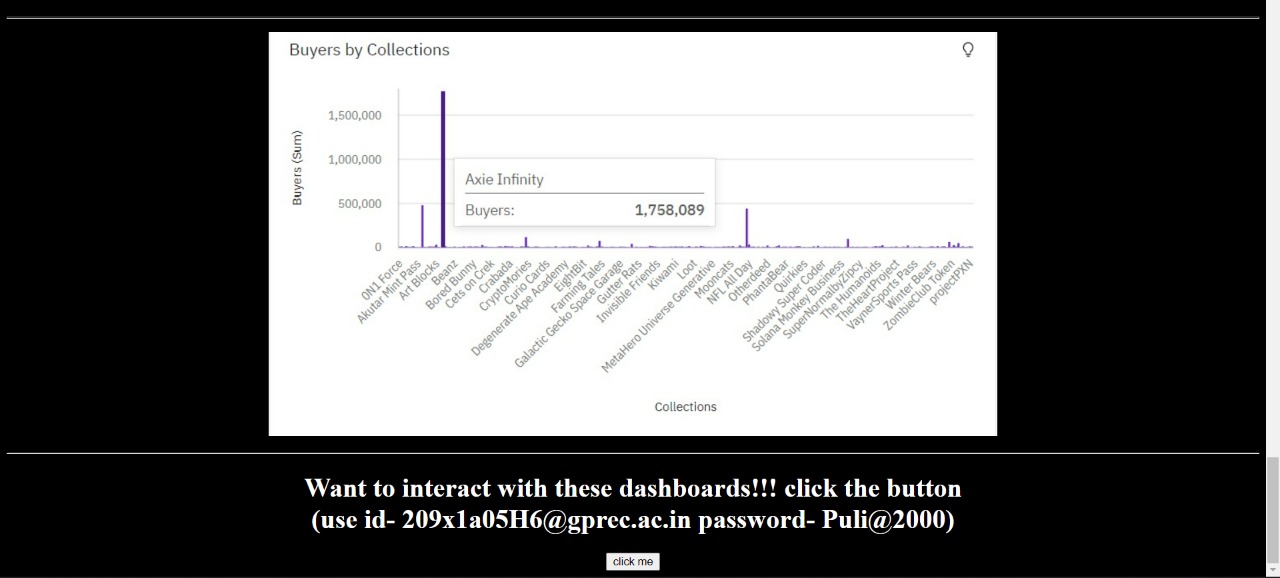 Buyers by Collections
Buyers (Sum)
1,500,000
1,000,000
500,000
0
Axie Infinity
Buyers: 1,758,089
0N1 Force
Akutar Mint Pass
Art Blocks
Beanz
Bored Bunny
Cets on Crek
Crabada
CryptoMories
Curio Cards
Degenerate Ape Academy
EightBit
Farming Tales
Galactic Gecko Space Garage
Gutter Rats
Invisible Friends
Kiwami
Loot
MetaHero Universe Generative
Mooncats
NFL All Day
Otherdeed
PhantaBear
Quirkies
Shadowy Super Coder
Solana Monkey Business
SuperNormalbyZipcy
The Humanoids
TheHeartProject
VaynerSports Pass
Winter Bears
ZombieClub Token
projectPXN
Collections
Want to interact with these dashboards!!! click the button
(use id- 209x1a05H6@gprec.ac.in password- Puli@2000)
click me